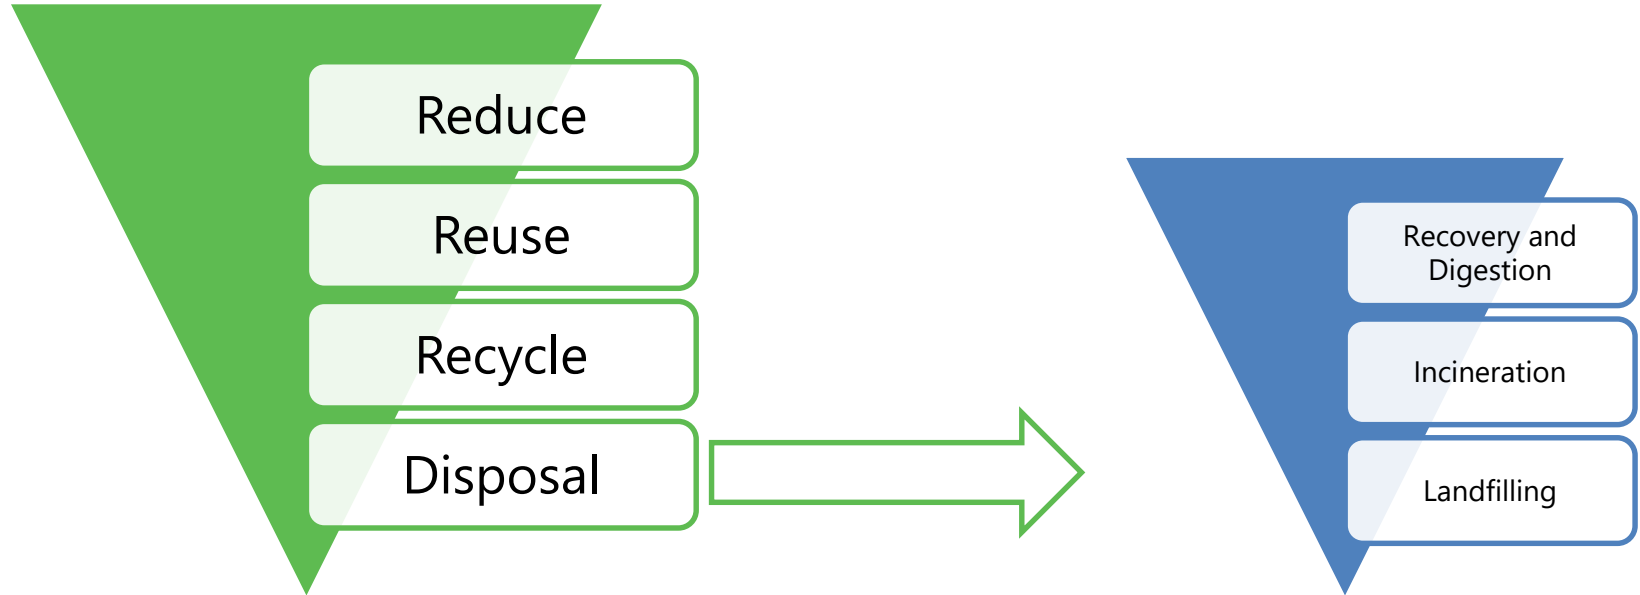 Reduce
Reuse
Recycle
Disposal
Recovery and
Digestion
Incineration
Landfilling